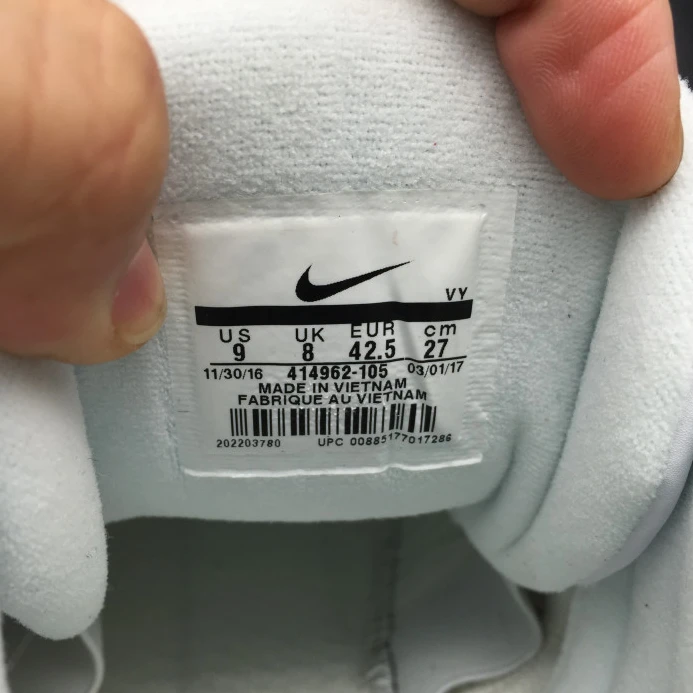 VY
US UK EUR cm
9 8 42.5 27
11/30/16 414962-105 03/01/17
MADE IN VIETNAM
FABRIQUE AU VIETNAM
202203780 UPC 00885177017286